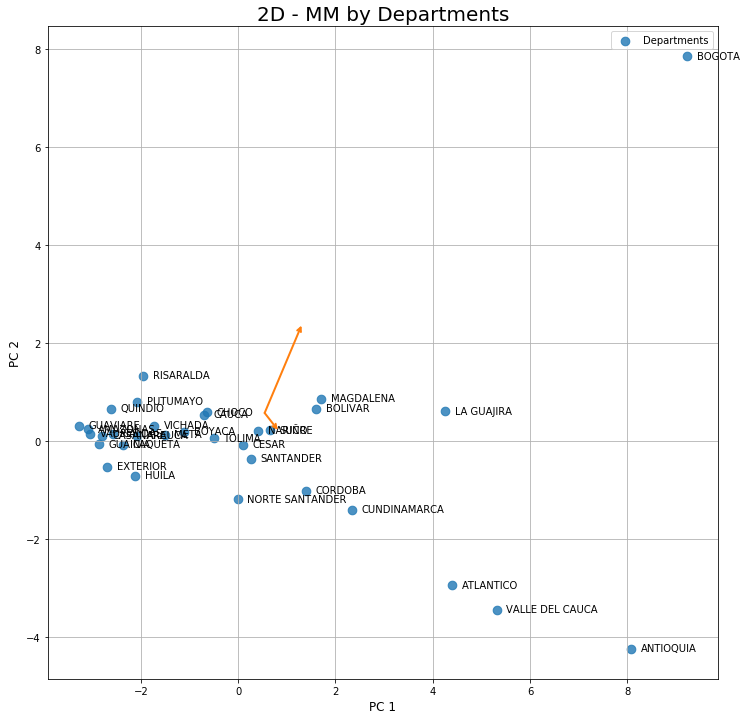 2D - MM by Departments
Departments
BOGOTA
RISARALDA
PUTUMAYO
QUINDIO
MAGDALENA
BOLIVAR
CHOCO
CAUCA
LA GUAJIRA
GUAVIARE
VICHADA
BOYACA
NARIÑO
SUCRE
META
TOLIMA
CESAR
CAQUETA
SANTANDER
EXTERIOR
HUILA
CORDOBA
NORTE SANTANDER
CUNDINAMARCA
ATLANTICO
VALLE DEL CAUCA
ANTIOQUIA
8
6
4
2
0
−2
−4
PC 2
−2
0
2
4
6
8
PC 1